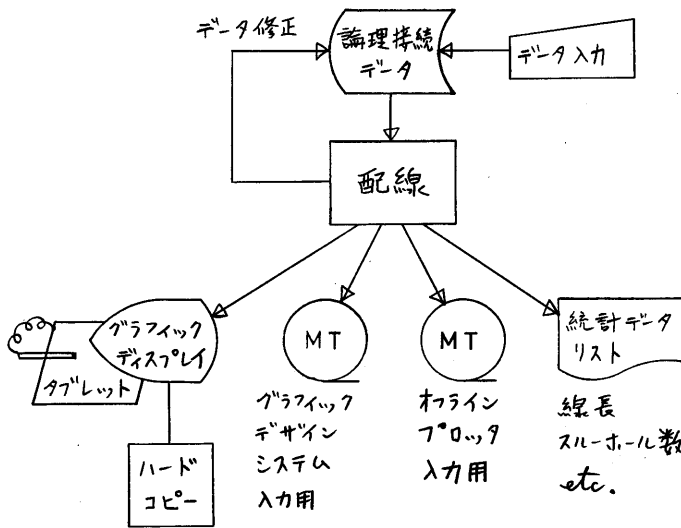 データ修正
論理接続
データ
データ入力
配線
グラフィック
ディスプレイ
タブレット
ハード
コピー
MT
グラフィック
デザイン
システム
入力用
MT
オフライン
プロッタ
入力用
統計データ
リスト
線長
スルーホール数
etc.